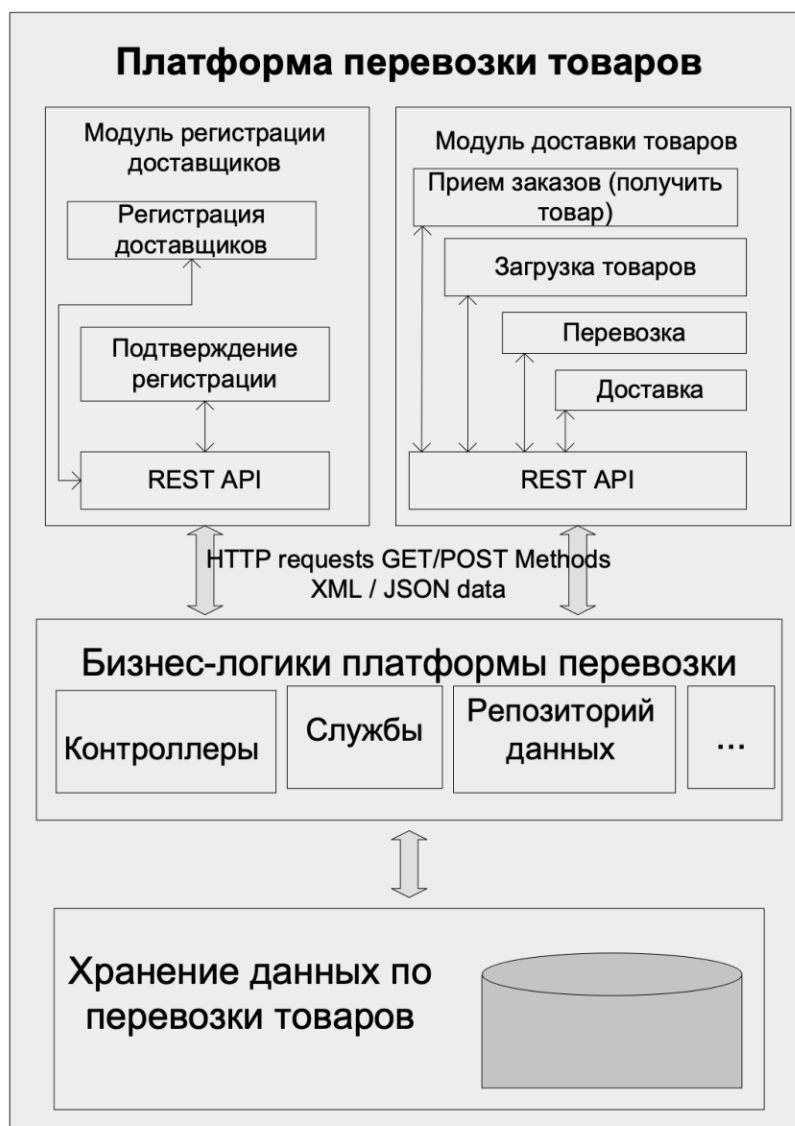 Платформа перевозки товаров
Модуль регистрации
доставщиков
Регистрация
доставщиков
Подтверждение
регистрации
REST API
Модуль доставки товаров
Прием заказов (получить
товар)
Загрузка товаров
Перевозка
Доставка
REST API
HTTP requests GET/POST Methods
XML / JSON data
Бизнес-логики платформы перевозки
Контроллеры
Службы
Репозиторий
данных
...
Хранение данных по
перевозки товаров